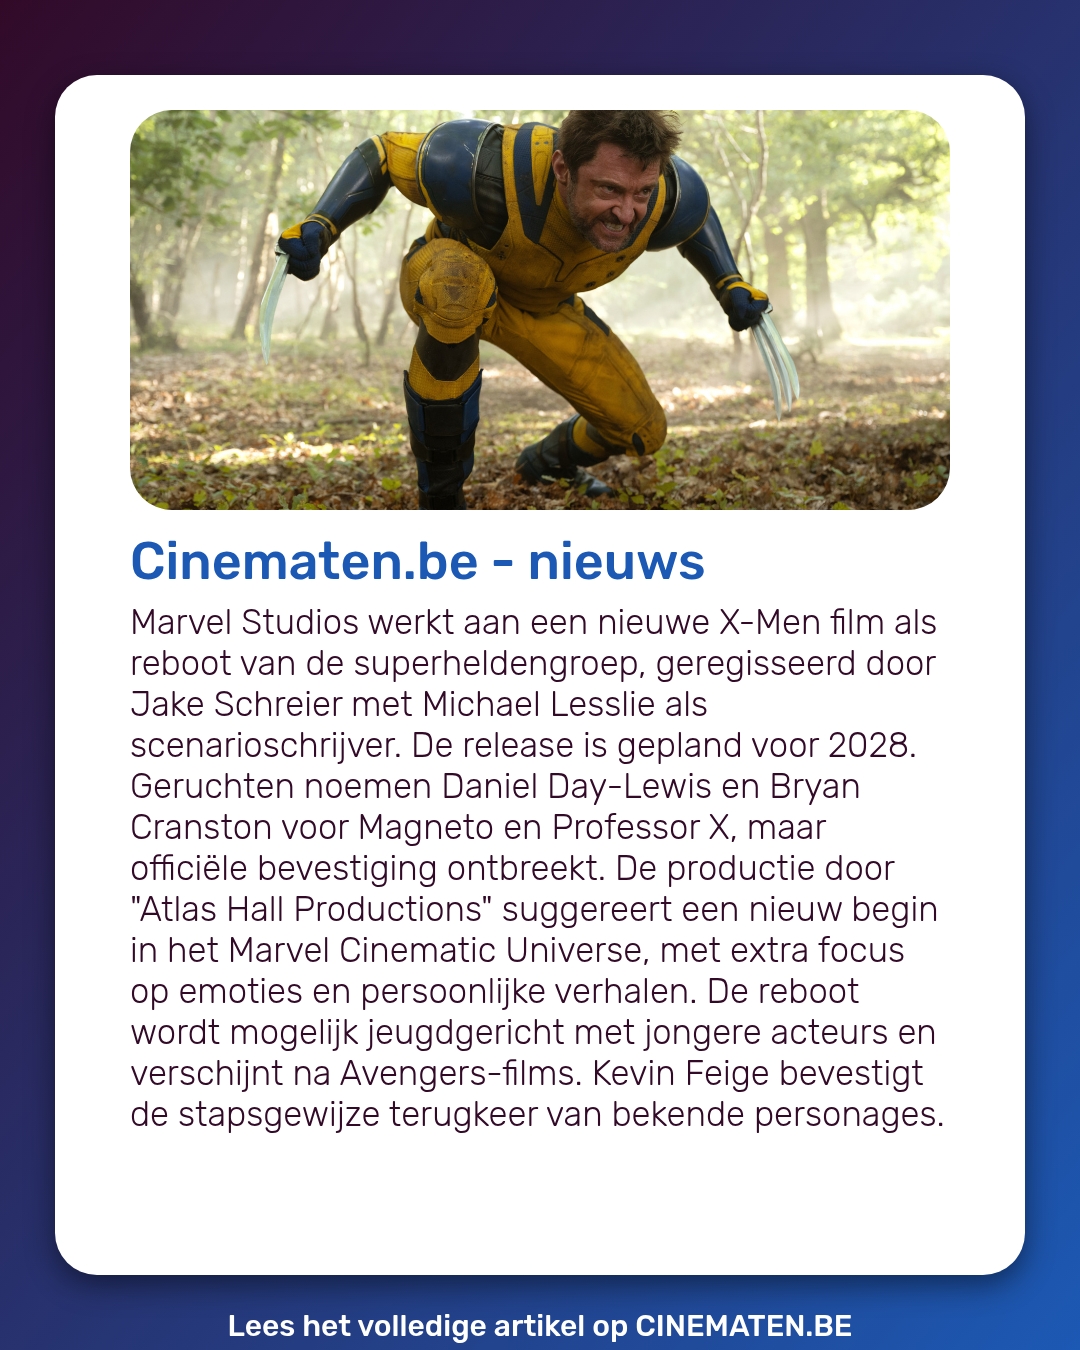 Cinematen.be - nieuws
Marvel Studios werkt aan een nieuwe X-Men film als
reboot van de superheldengroep, geregisseerd door
Jake Schreier met Michael Lesslie als
scenarioschrijver. De release is gepland voor 2028.
Geruchten noemen Daniel Day-Lewis en Bryan
Cranston voor Magneto en Professor X, maar
officiële bevestiging ontbreekt. De productie door
"Atlas Hall Productions" suggereert een nieuw begin
in het Marvel Cinematic Universe, met extra focus
op emoties en persoonlijke verhalen. De reboot
wordt mogelijk jeugdgericht met jongere acteurs en
verschijnt na Avengers-films. Kevin Feige bevestigt
de stapsgewijze terugkeer van bekende personages.
Lees het volledige artikel op CINEMATEN.BE